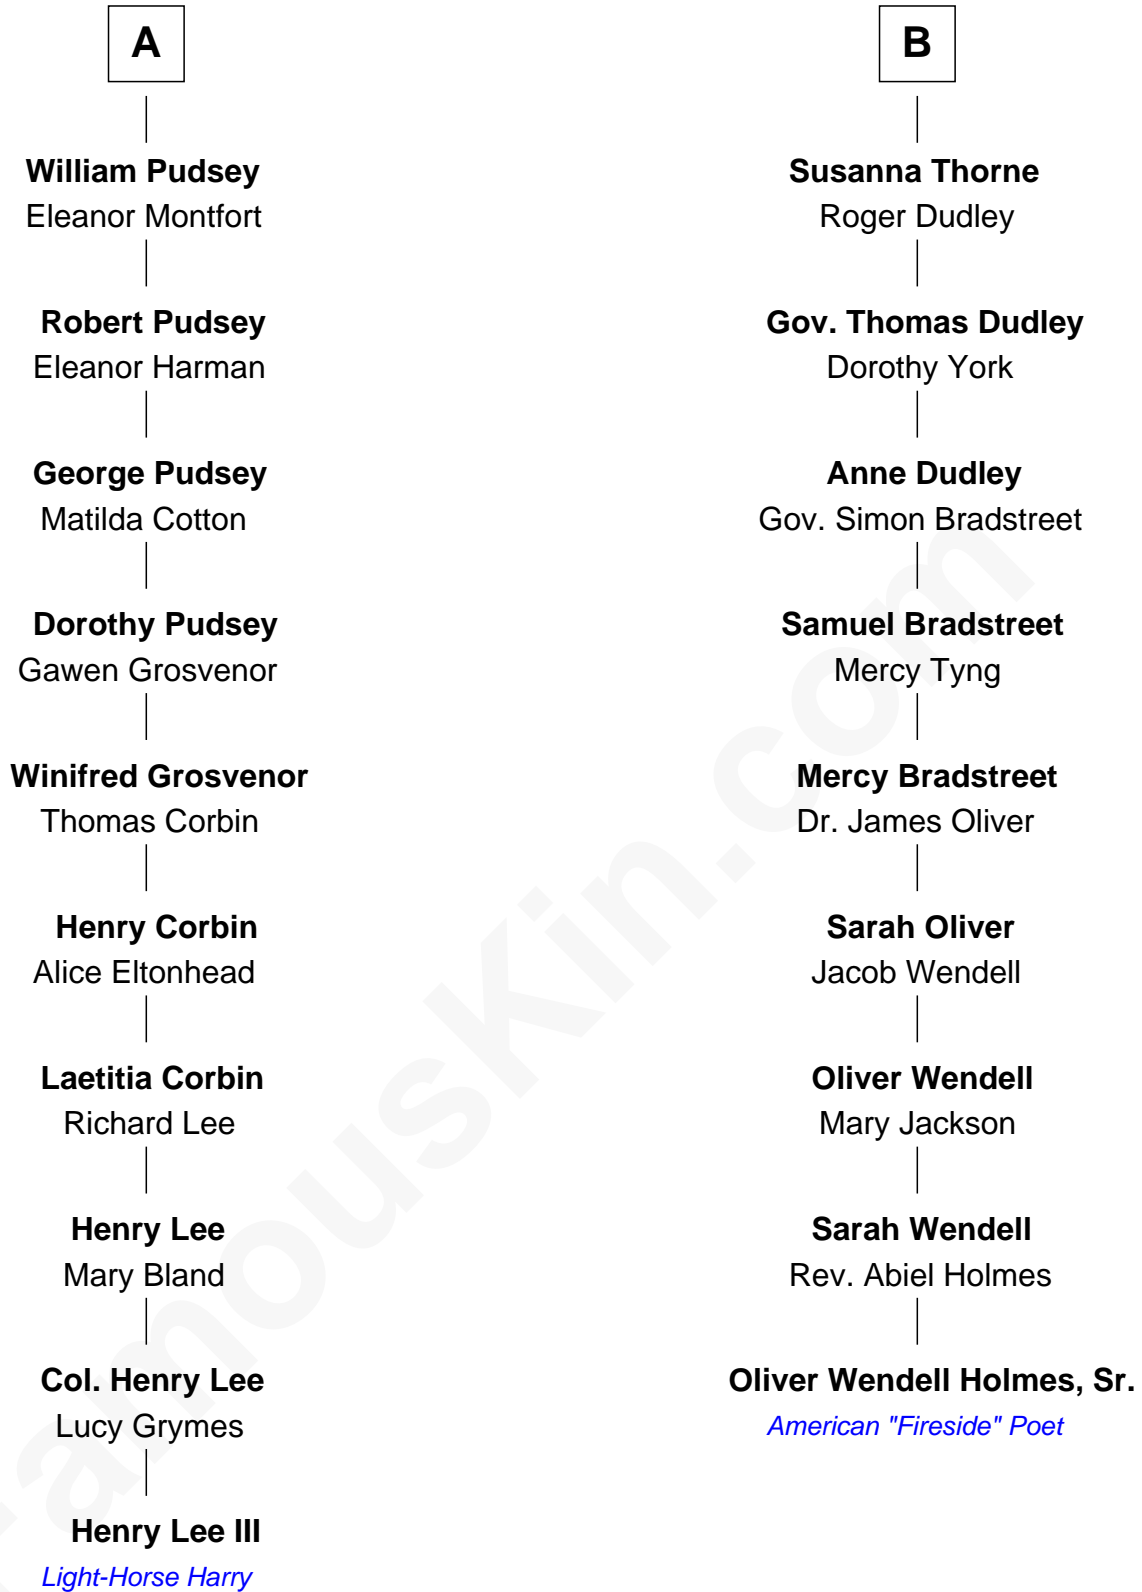 A
William Pudsey
Eleanor Montfort
Robert Pudsey
Eleanor Harman
George Pudsey
Matilda Cotton
Dorothy Pudsey
Gawen Grosvenor
Winifred Grosvenor
Thomas Corbin
Henry Corbin
Alice Eltonhead
Laetitia Corbin
Richard Lee
Henry Lee
Mary Bland
Col. Henry Lee
Lucy Grymes
Henry Lee III
Light-Horse Harry
B
Susanna Thorne
Roger Dudley
Gov. Thomas Dudley
Dorothy York
Anne Dudley
Gov. Simon Bradstreet
Samuel Bradstreet
Mercy Tyng
Mercy Bradstreet
Dr. James Oliver
Sarah Oliver
Jacob Wendell
Oliver Wendell
Mary Jackson
Sarah Wendell
Rev. Abiel Holmes
Oliver Wendell Holmes, Sr.
American "Fireside" Poet
FamousKin.com